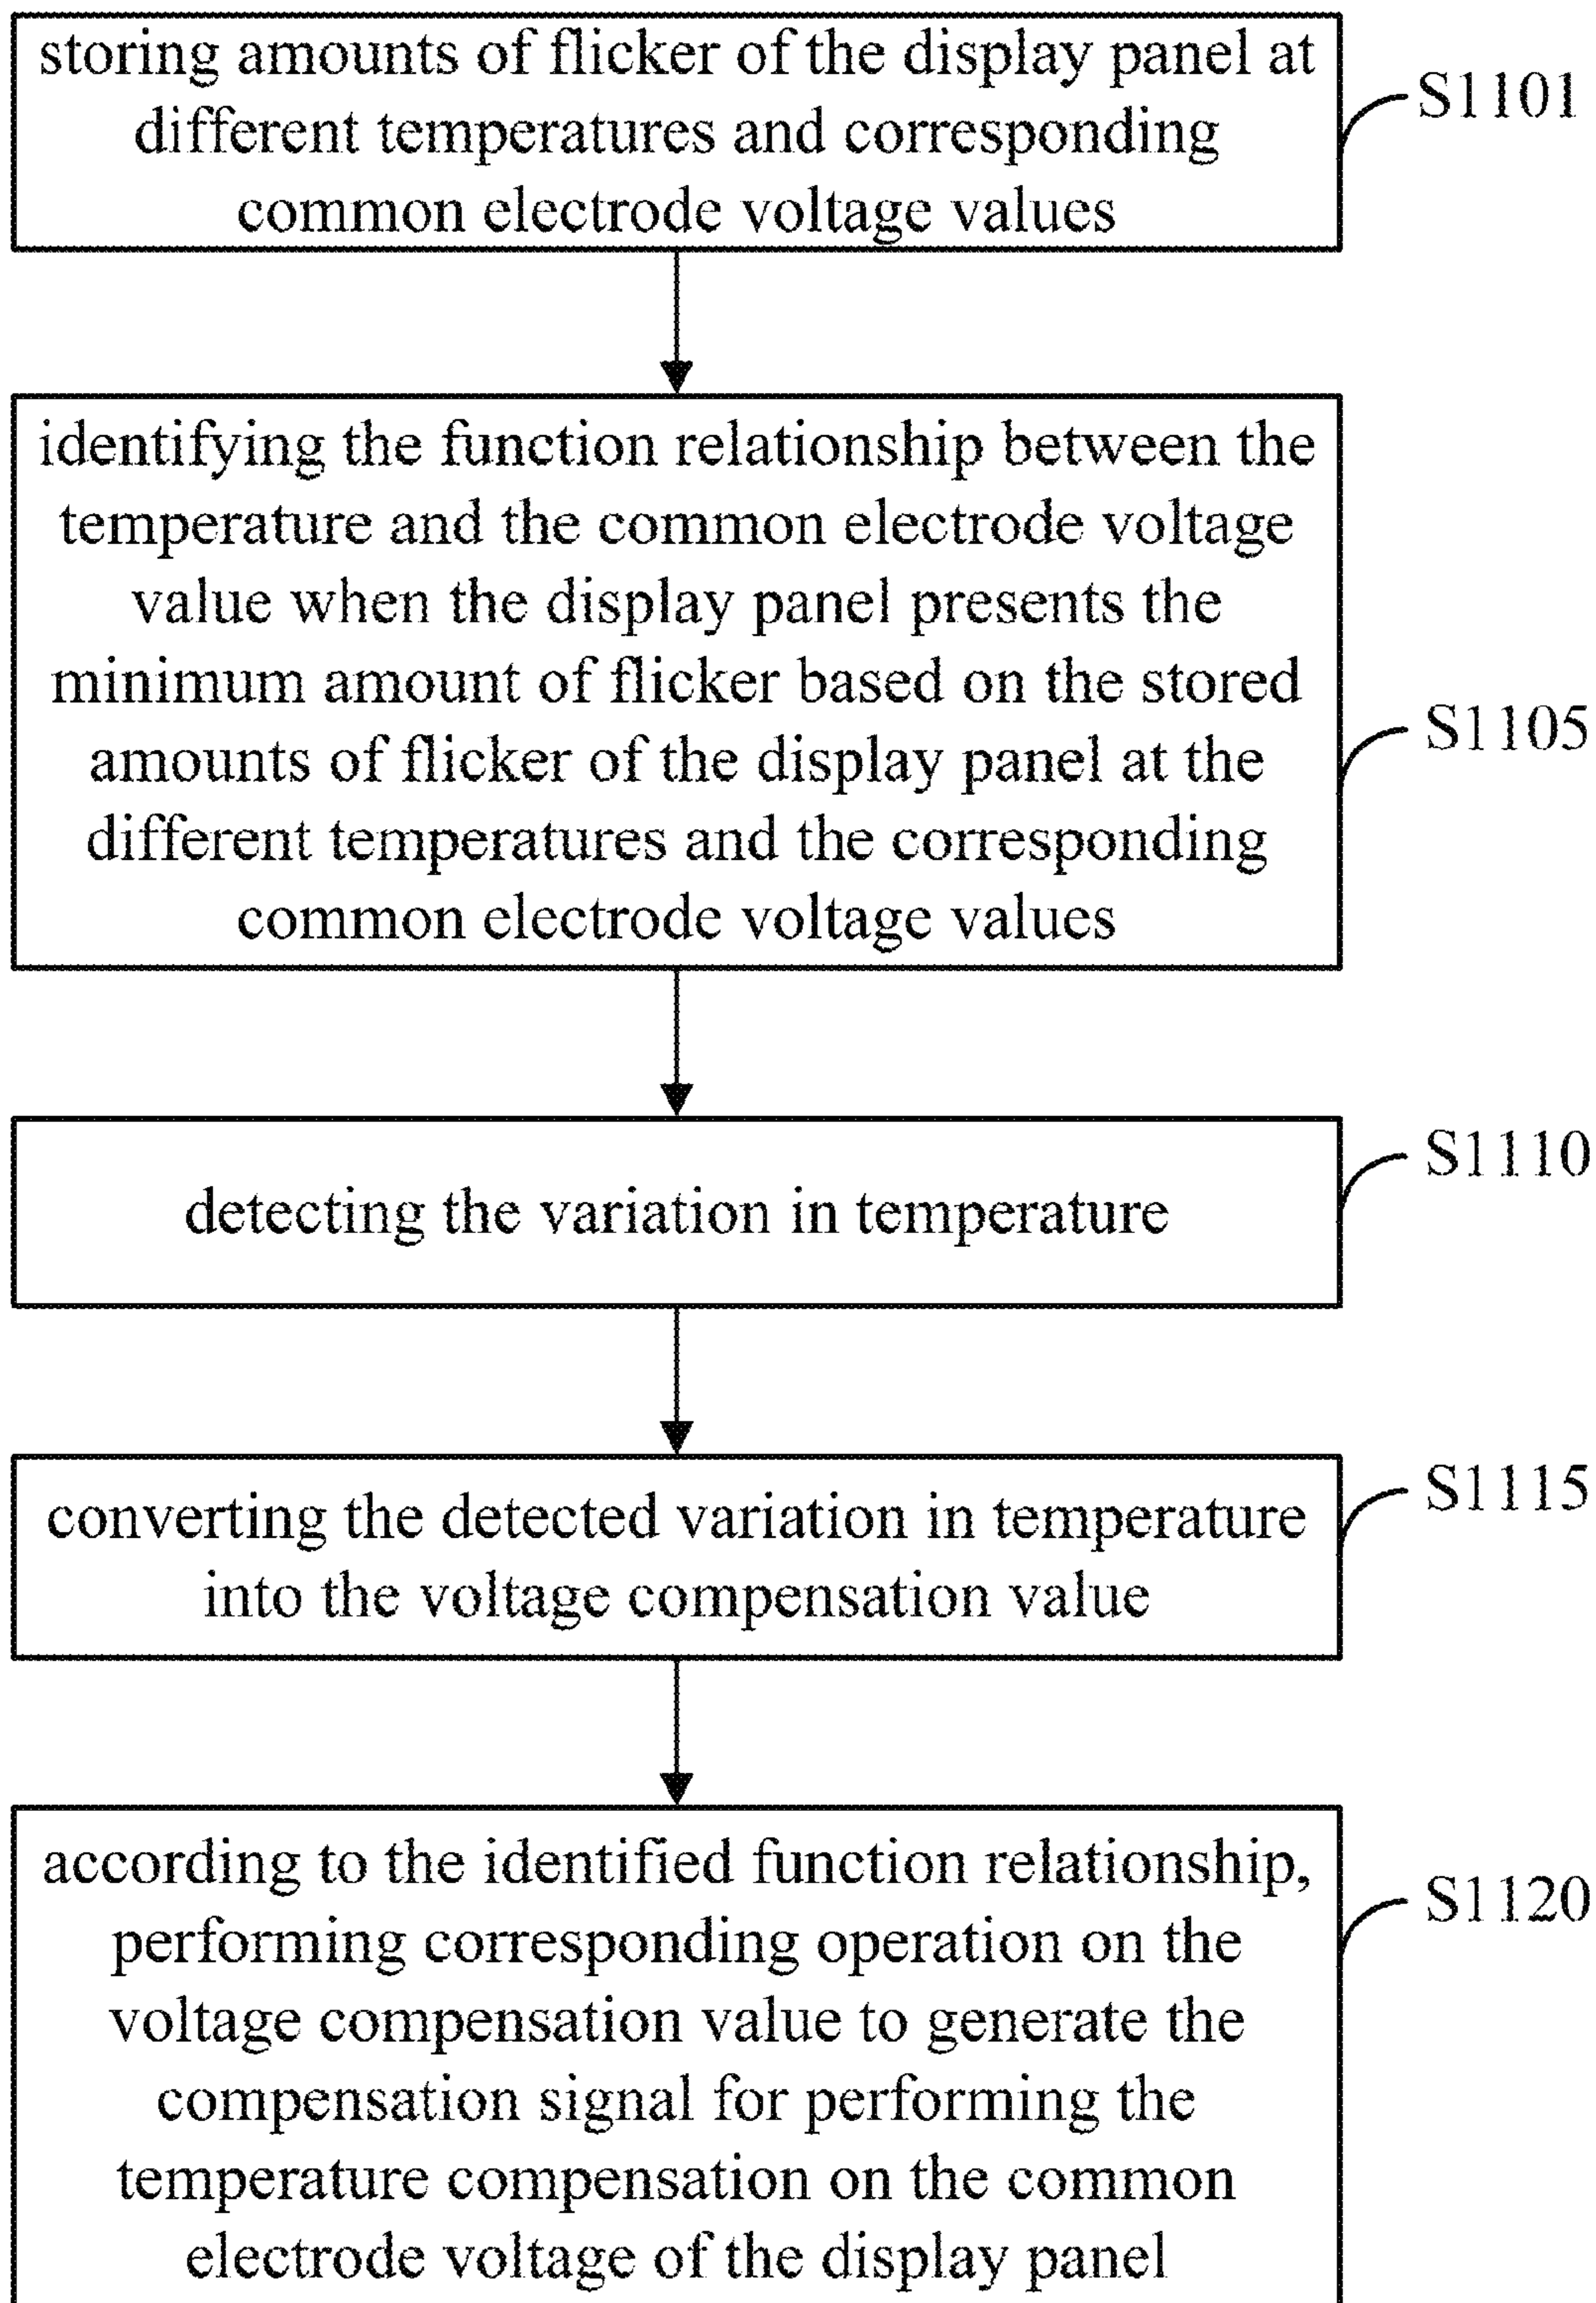 storing amounts of flicker of the display panel at
different temperatures and corresponding
common electrode voltage values
S1101
identifying the function relationship between the
temperature and the common electrode voltage
value when the display panel presents the
minimum amount of flicker based on the stored
amounts of flicker of the display panel at the
different temperatures and the corresponding
common electrode voltage values
S1105
detecting the variation in temperature
S1110
converting the detected variation in temperature
into the voltage compensation value
S1115
according to the identified function relationship,
performing corresponding operation on the
voltage compensation value to generate the
compensation signal for performing the
temperature compensation on the common
electrode voltage of the display panel
S1120